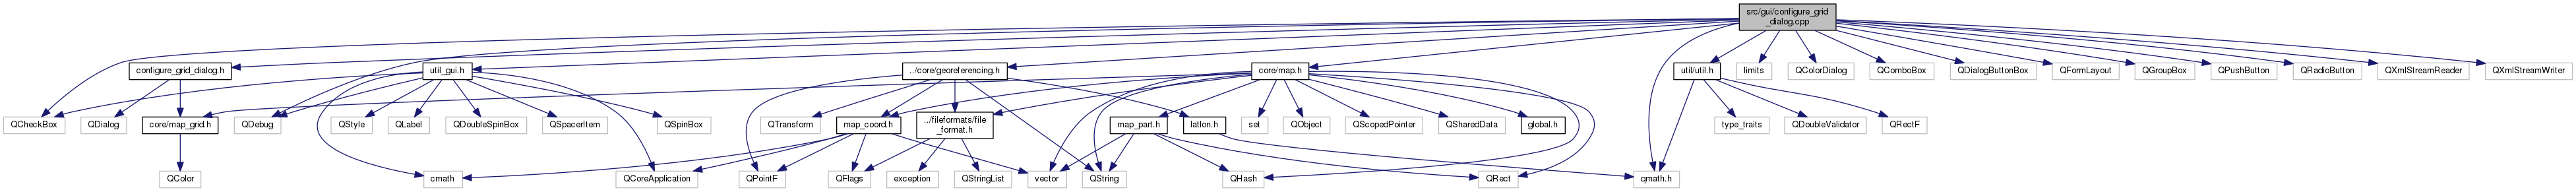 src/gui/configure_grid
_dialog.cpp
configure_grid_dialog.h
util_gui.h
../core/georeferencing.h
core/map.h
util/util.h
limits
QColorDialog
QComboBox
QDialogButtonBox
QFormLayout
QGroupBox
QPushButton
QRadioButton
QXmlStreamReader
QXmlStreamWriter
QCheckBox
QDialog
core/map_grid.h
QDebug
QStyle
QLabel
QDoubleSpinBox
QSpacerItem
QSpinBox
QTransform
map_coord.h
../fileformats/file
_format.h
map_part.h
latlon.h
set
QObject
QScopedPointer
QSharedData
global.h
type_traits
QDoubleValidator
QRectF
QColor
cmath
QCoreApplication
QPointF
QFlags
exception
QStringList
vector
QString
QHash
QRect
qmath.h